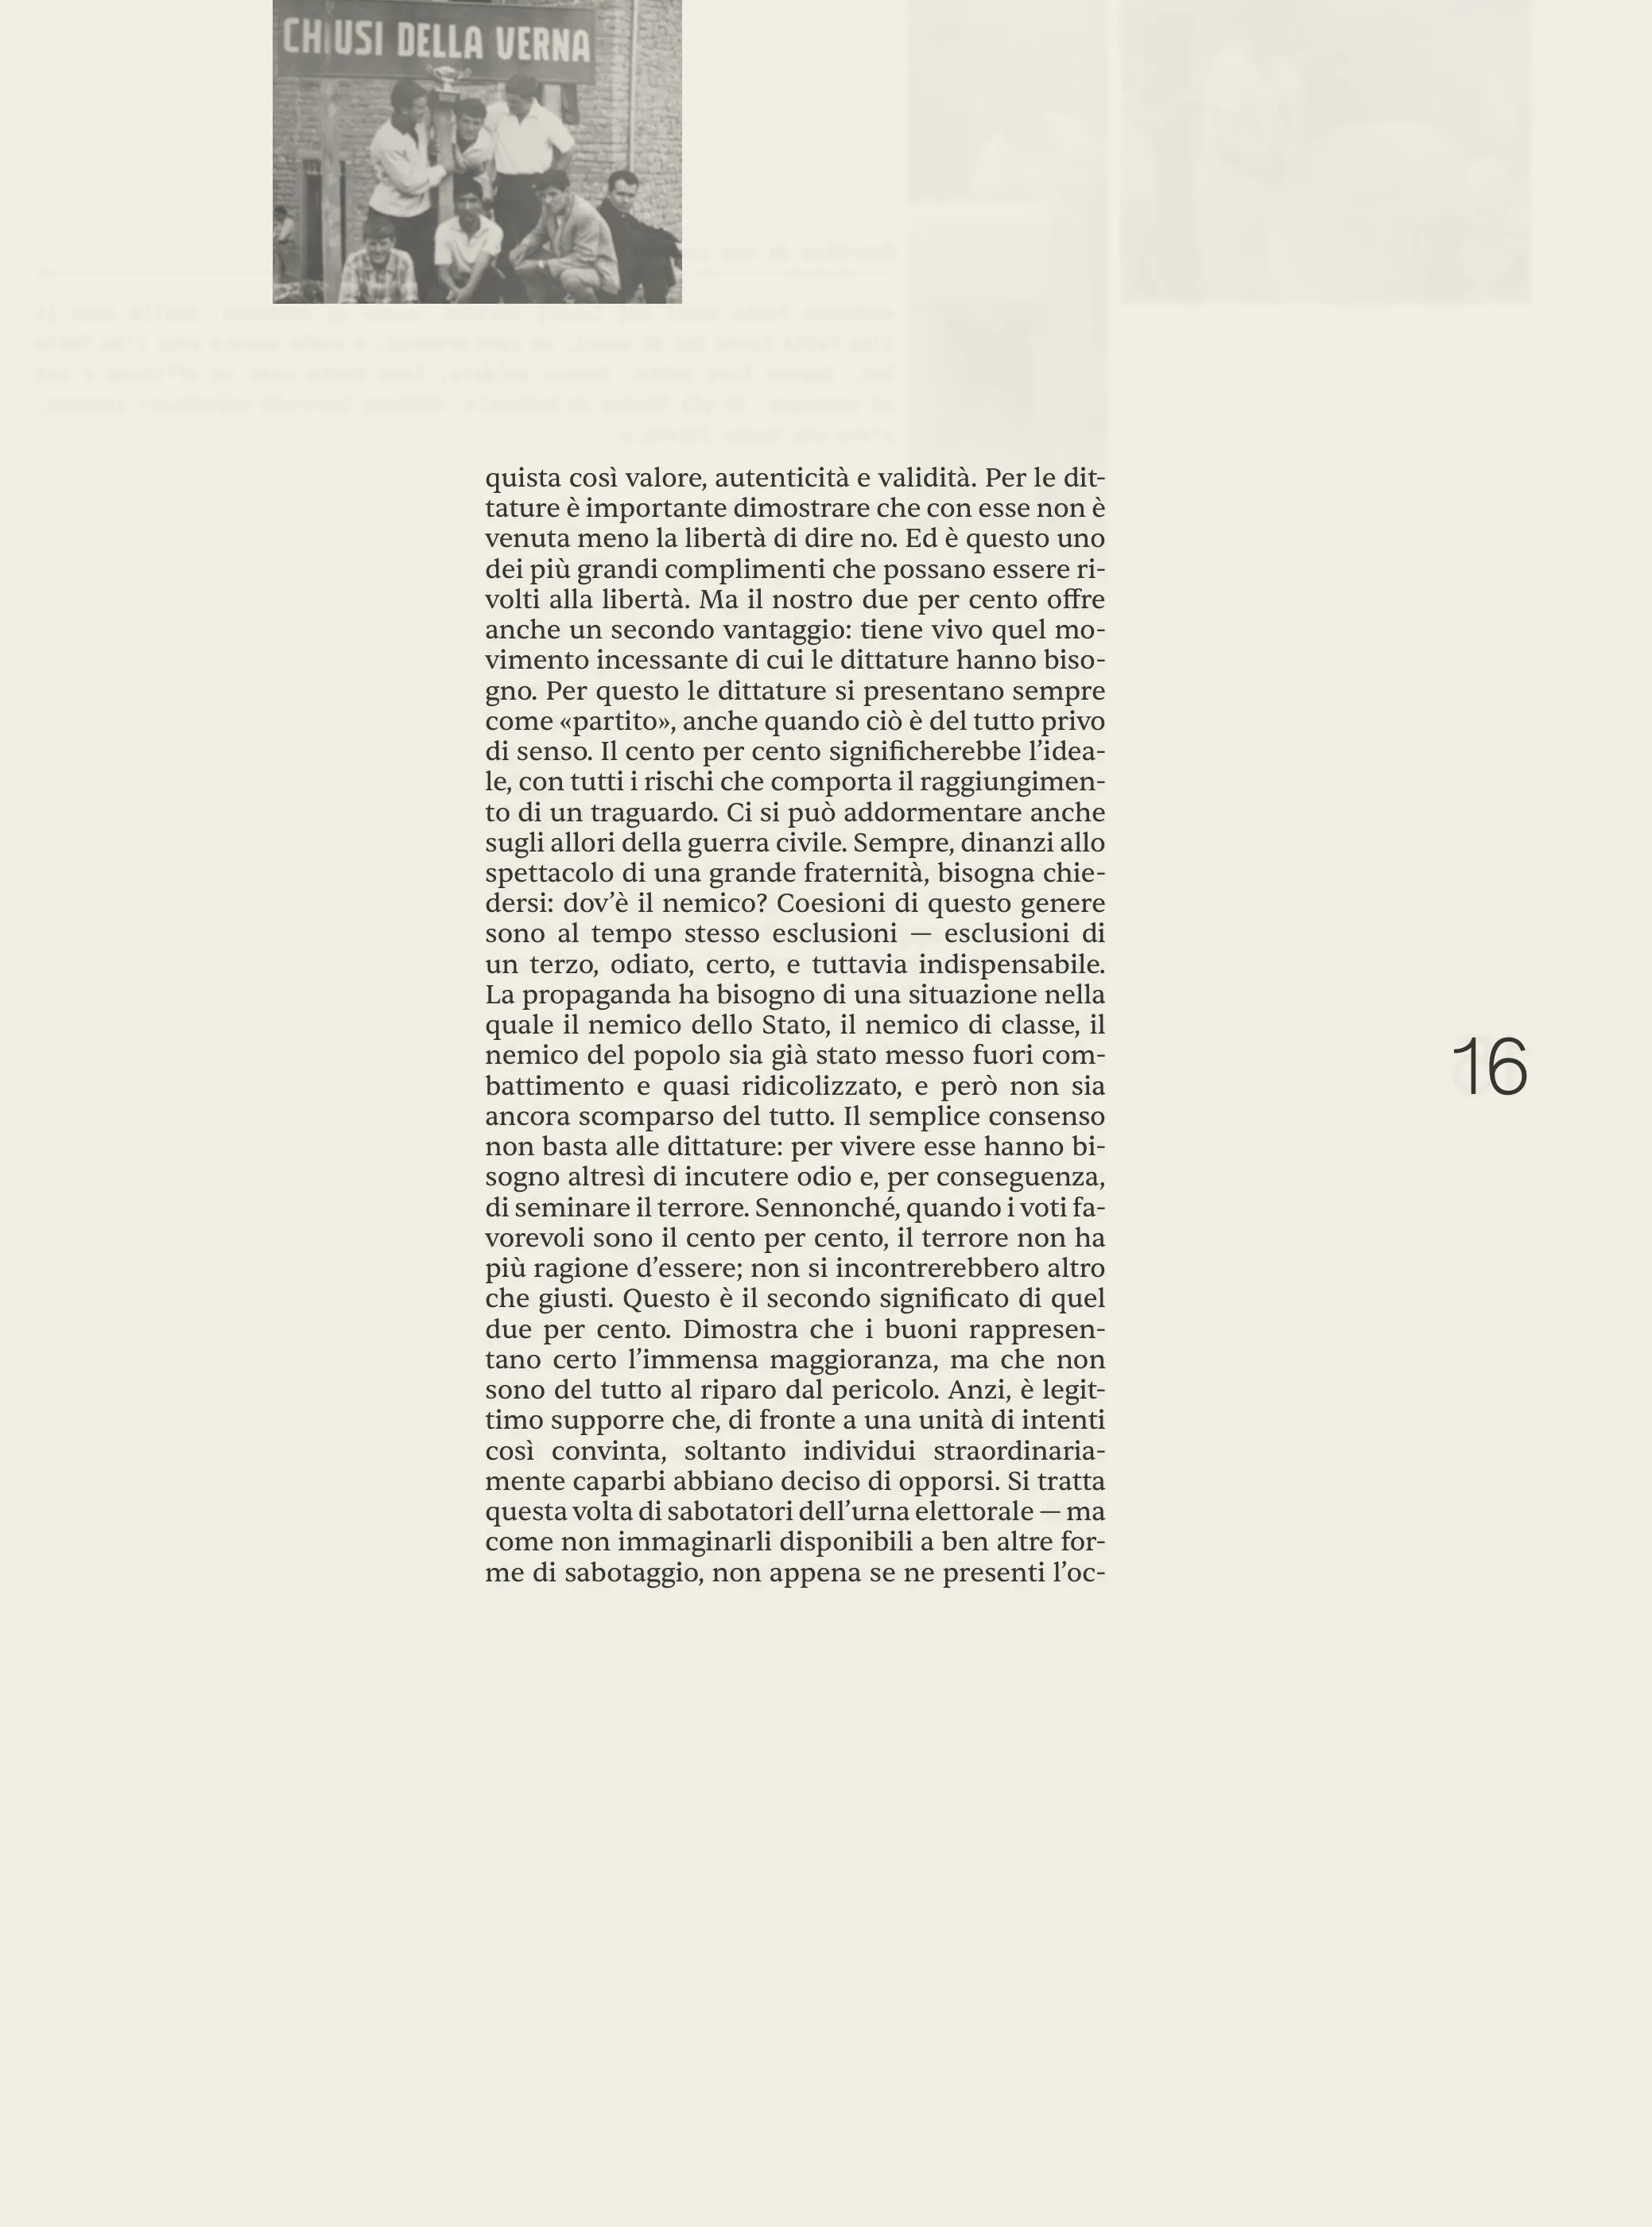 CHIUSI DELLA VERNA
quista così valore, autenticità e validità. Per le dit-
tature è importante dimostrare che con esse non è
venuta meno la libertà di dire no. Ed è questo uno
dei più grandi complimenti che possano essere ri-
volti alla libertà. Ma il nostro due per cento offre
anche un secondo vantaggio: tiene vivo quel mo-
vimento incessante di cui le dittature hanno biso-
gno. Per questo le dittature si presentano sempre
come «partito», anche quando ciò è del tutto privo
di senso. Il cento per cento significherebbe l’idea-
le, con tutti i rischi che comporta il raggiungimen-
to di un traguardo. Ci si può addormentare anche
sugli allori della guerra civile. Sempre, dinanzi allo
spettacolo di una grande fraternità, bisogna chie-
dersi: dov’è il nemico? Coesioni di questo genere
sono al tempo stesso esclusioni — esclusioni di
un terzo, odiato, certo, e tuttavia indispensabile.
La propaganda ha bisogno di una situazione nella
quale il nemico dello Stato, il nemico di classe, il
nemico del popolo sia già stato messo fuori com-
battimento e quasi ridicolizzato, e però non sia
ancora scomparso del tutto. Il semplice consenso
non basta alle dittature: per vivere esse hanno bi-
sogno altresì di incutere odio e, per conseguenza,
di seminare il terrore. Sennonché, quando i voti fa-
vorevoli sono il cento per cento, il terrore non ha
più ragione d’essere; non si incontrerebbero altro
che giusti. Questo è il secondo significato di quel
due per cento. Dimostra che i buoni rappresen-
tano certo l’immensa maggioranza, ma che non
sono del tutto al riparo dal pericolo. Anzi, è legit-
timo supporre che, di fronte a una unità di intenti
così convinta, soltanto individui straordinaria-
mente caparbi abbiano deciso di opporsi. Si tratta
questa volta di sabotatori dell’urna elettorale — ma
come non immaginarli disponibili a ben altre for-
me di sabotaggio, non appena se ne presenti l’oc-
16